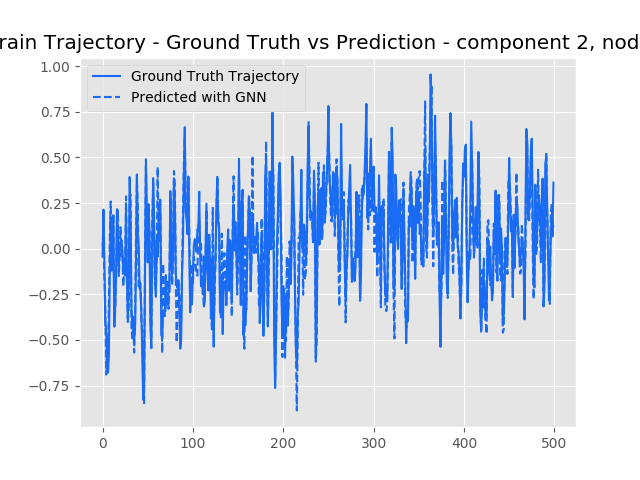 rain Trajectory - Ground Truth vs Prediction - component 2, nod
Ground Truth Trajectory
Predicted with GNN
1.00
0.75
0.50
0.25
0.00
−0.25
−0.50
−0.75
0 100 200 300 400 500